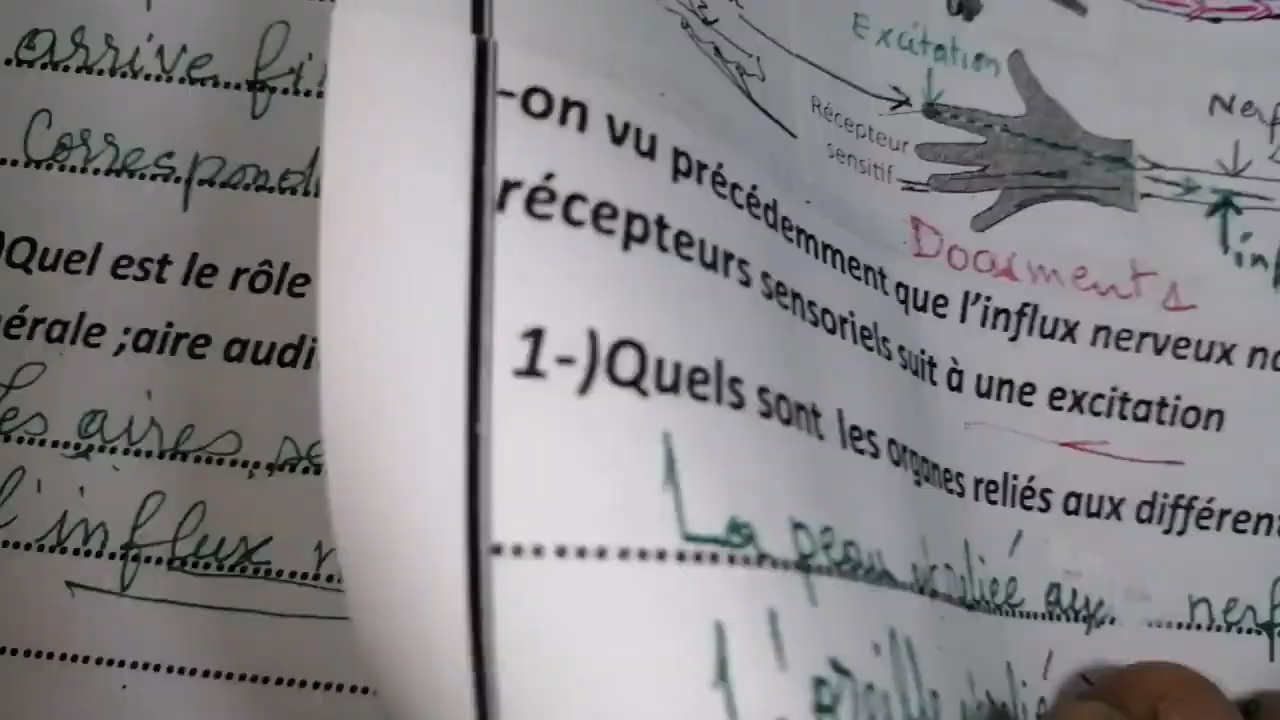 arrive
Correspond
Quel est le rôle
érale ;aire audi
les aires
l'influx
Excitation
Récepteur
sensitif
Nerf
Documents
-on vu précédemment que l'influx nerveux
récepteurs sensoriels suit à une excitation
1-)Quels sont les organes reliés aux différen
La peau reliée aux nerf
L'oreille relié